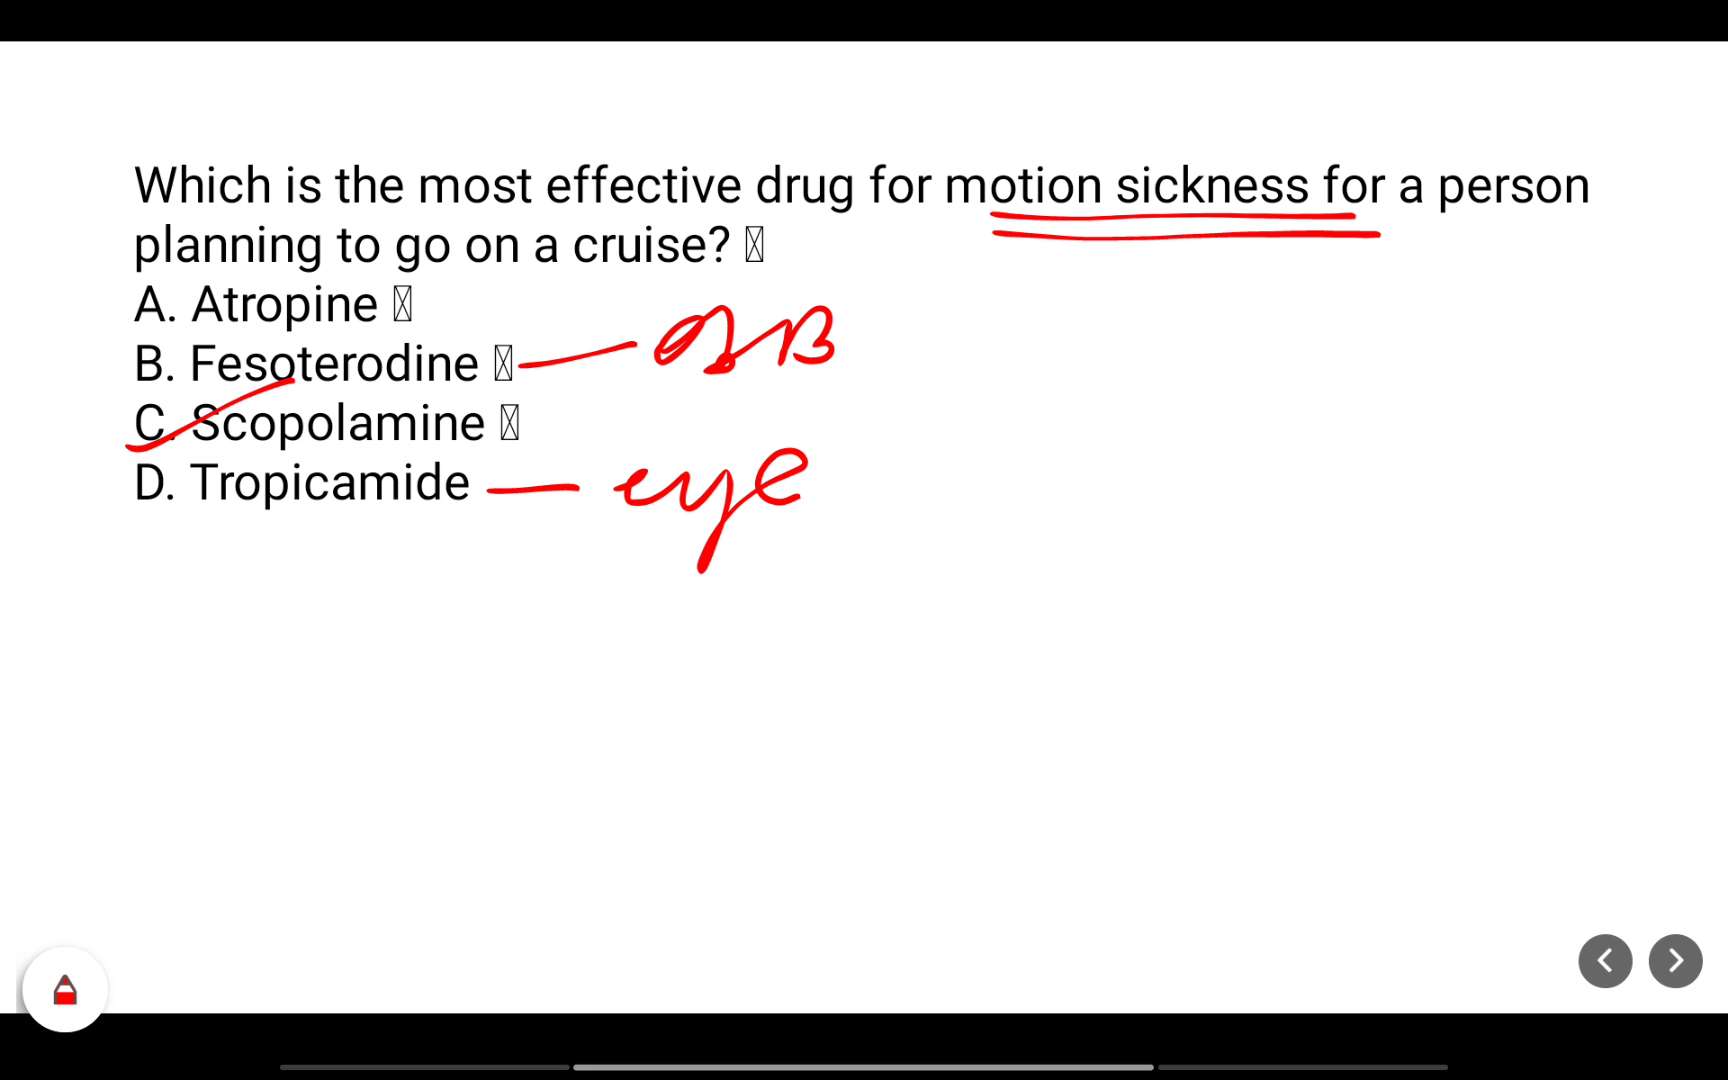 Which is the most effective drug for motion sickness for a person
planning to go on a cruise?
A. Atropine
B. Fesoterodine — OAB
C. Scopolamine
D. Tropicamide — eye